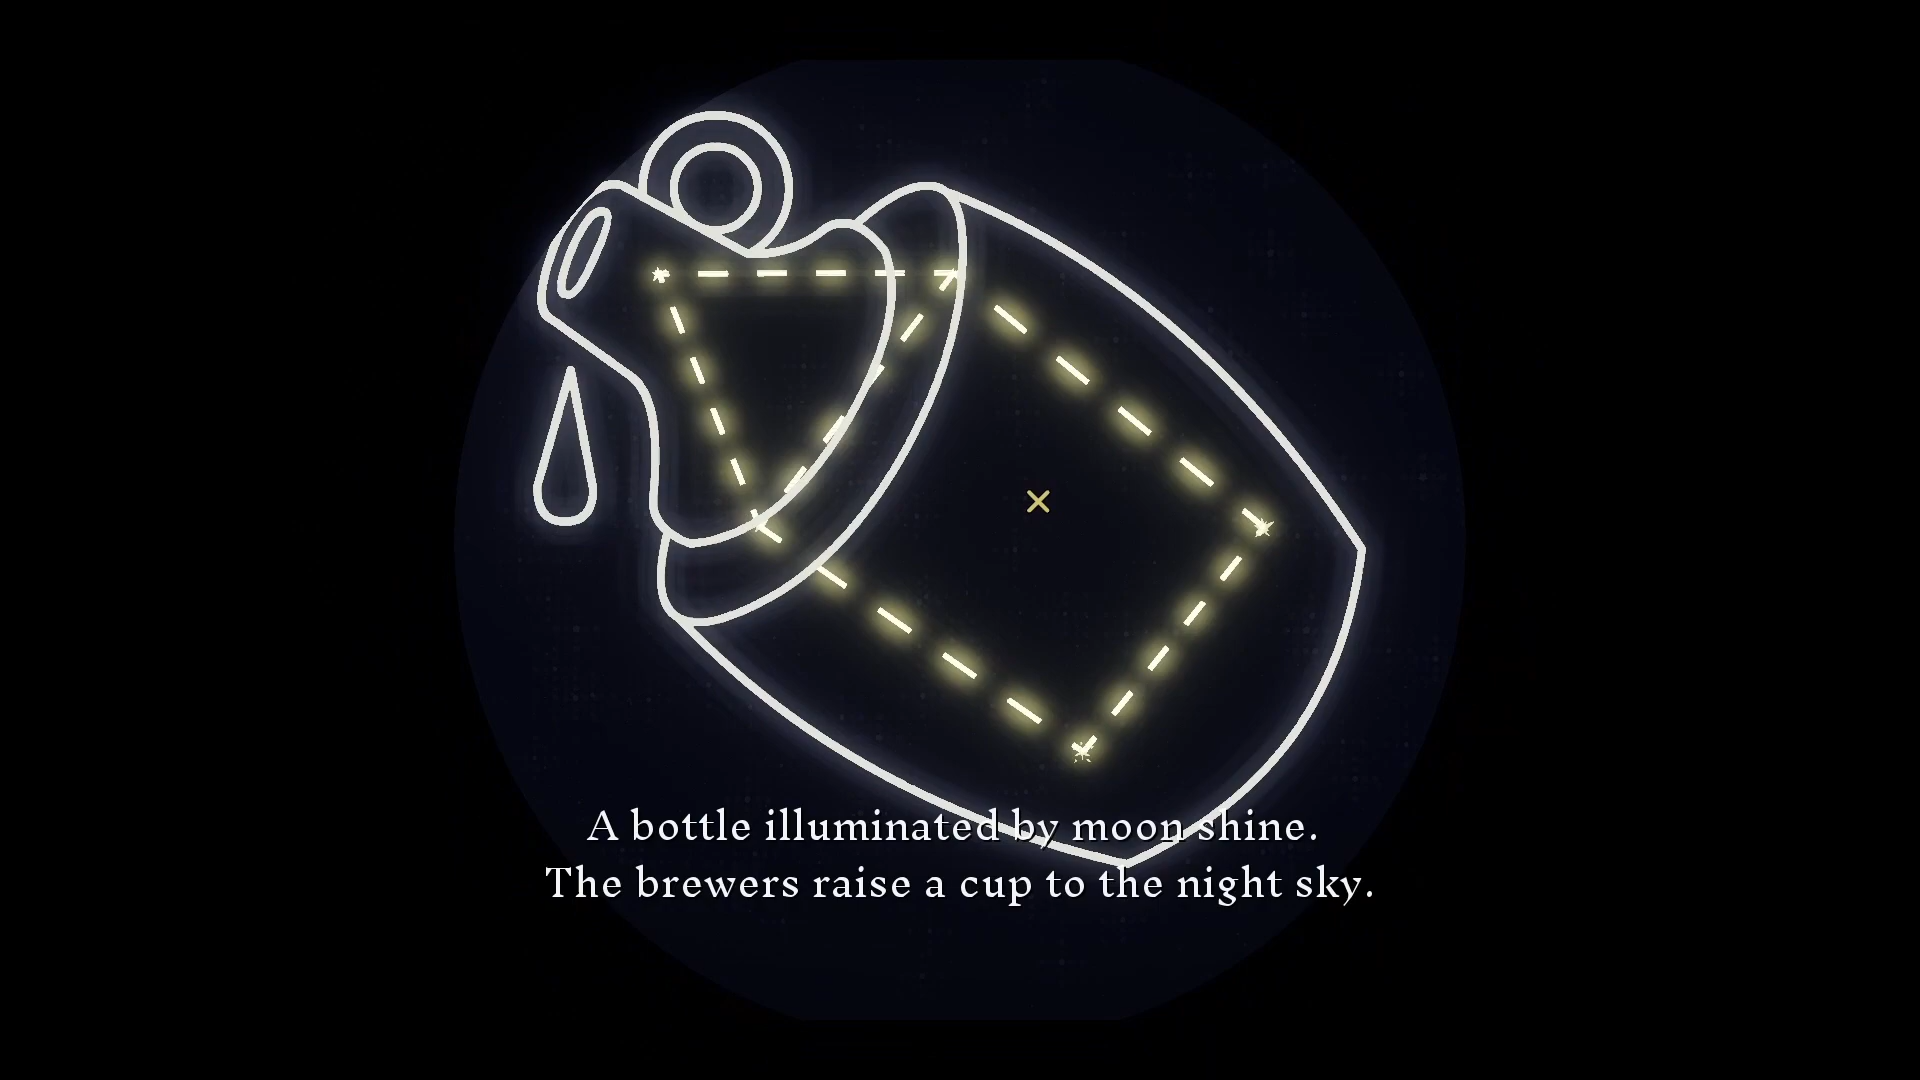 A bottle illuminated by moon shine.
The brewers raise a cup to the night sky.